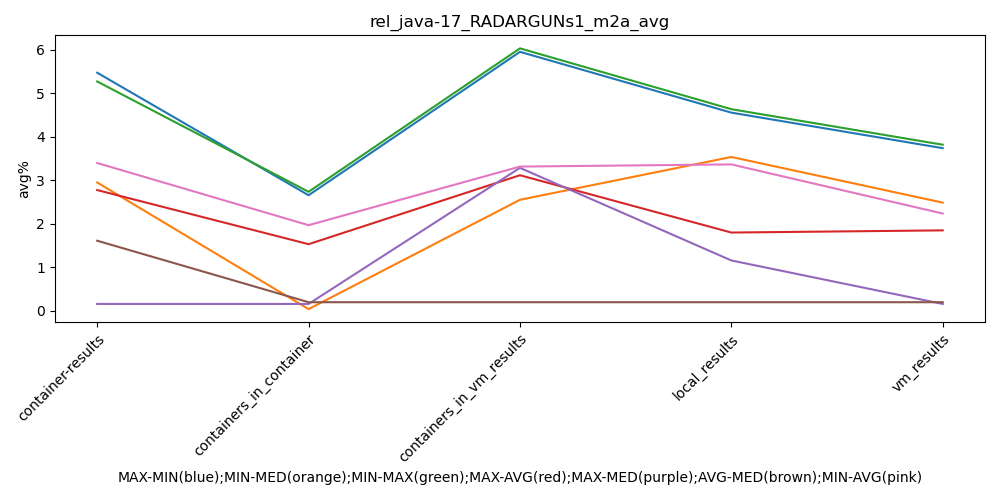 rel_java-17_RADARGUNs1_m2a_avg
6
5
4
3
2
1
0
avg%
container-results
containers_in_container
containers_in_vm_results
local_results
vm_results
MAX-MIN(blue);MIN-MED(orange);MIN-MAX(green);MAX-AVG(red);MAX-MED(purple);AVG-MED(brown);MIN-AVG(pink)